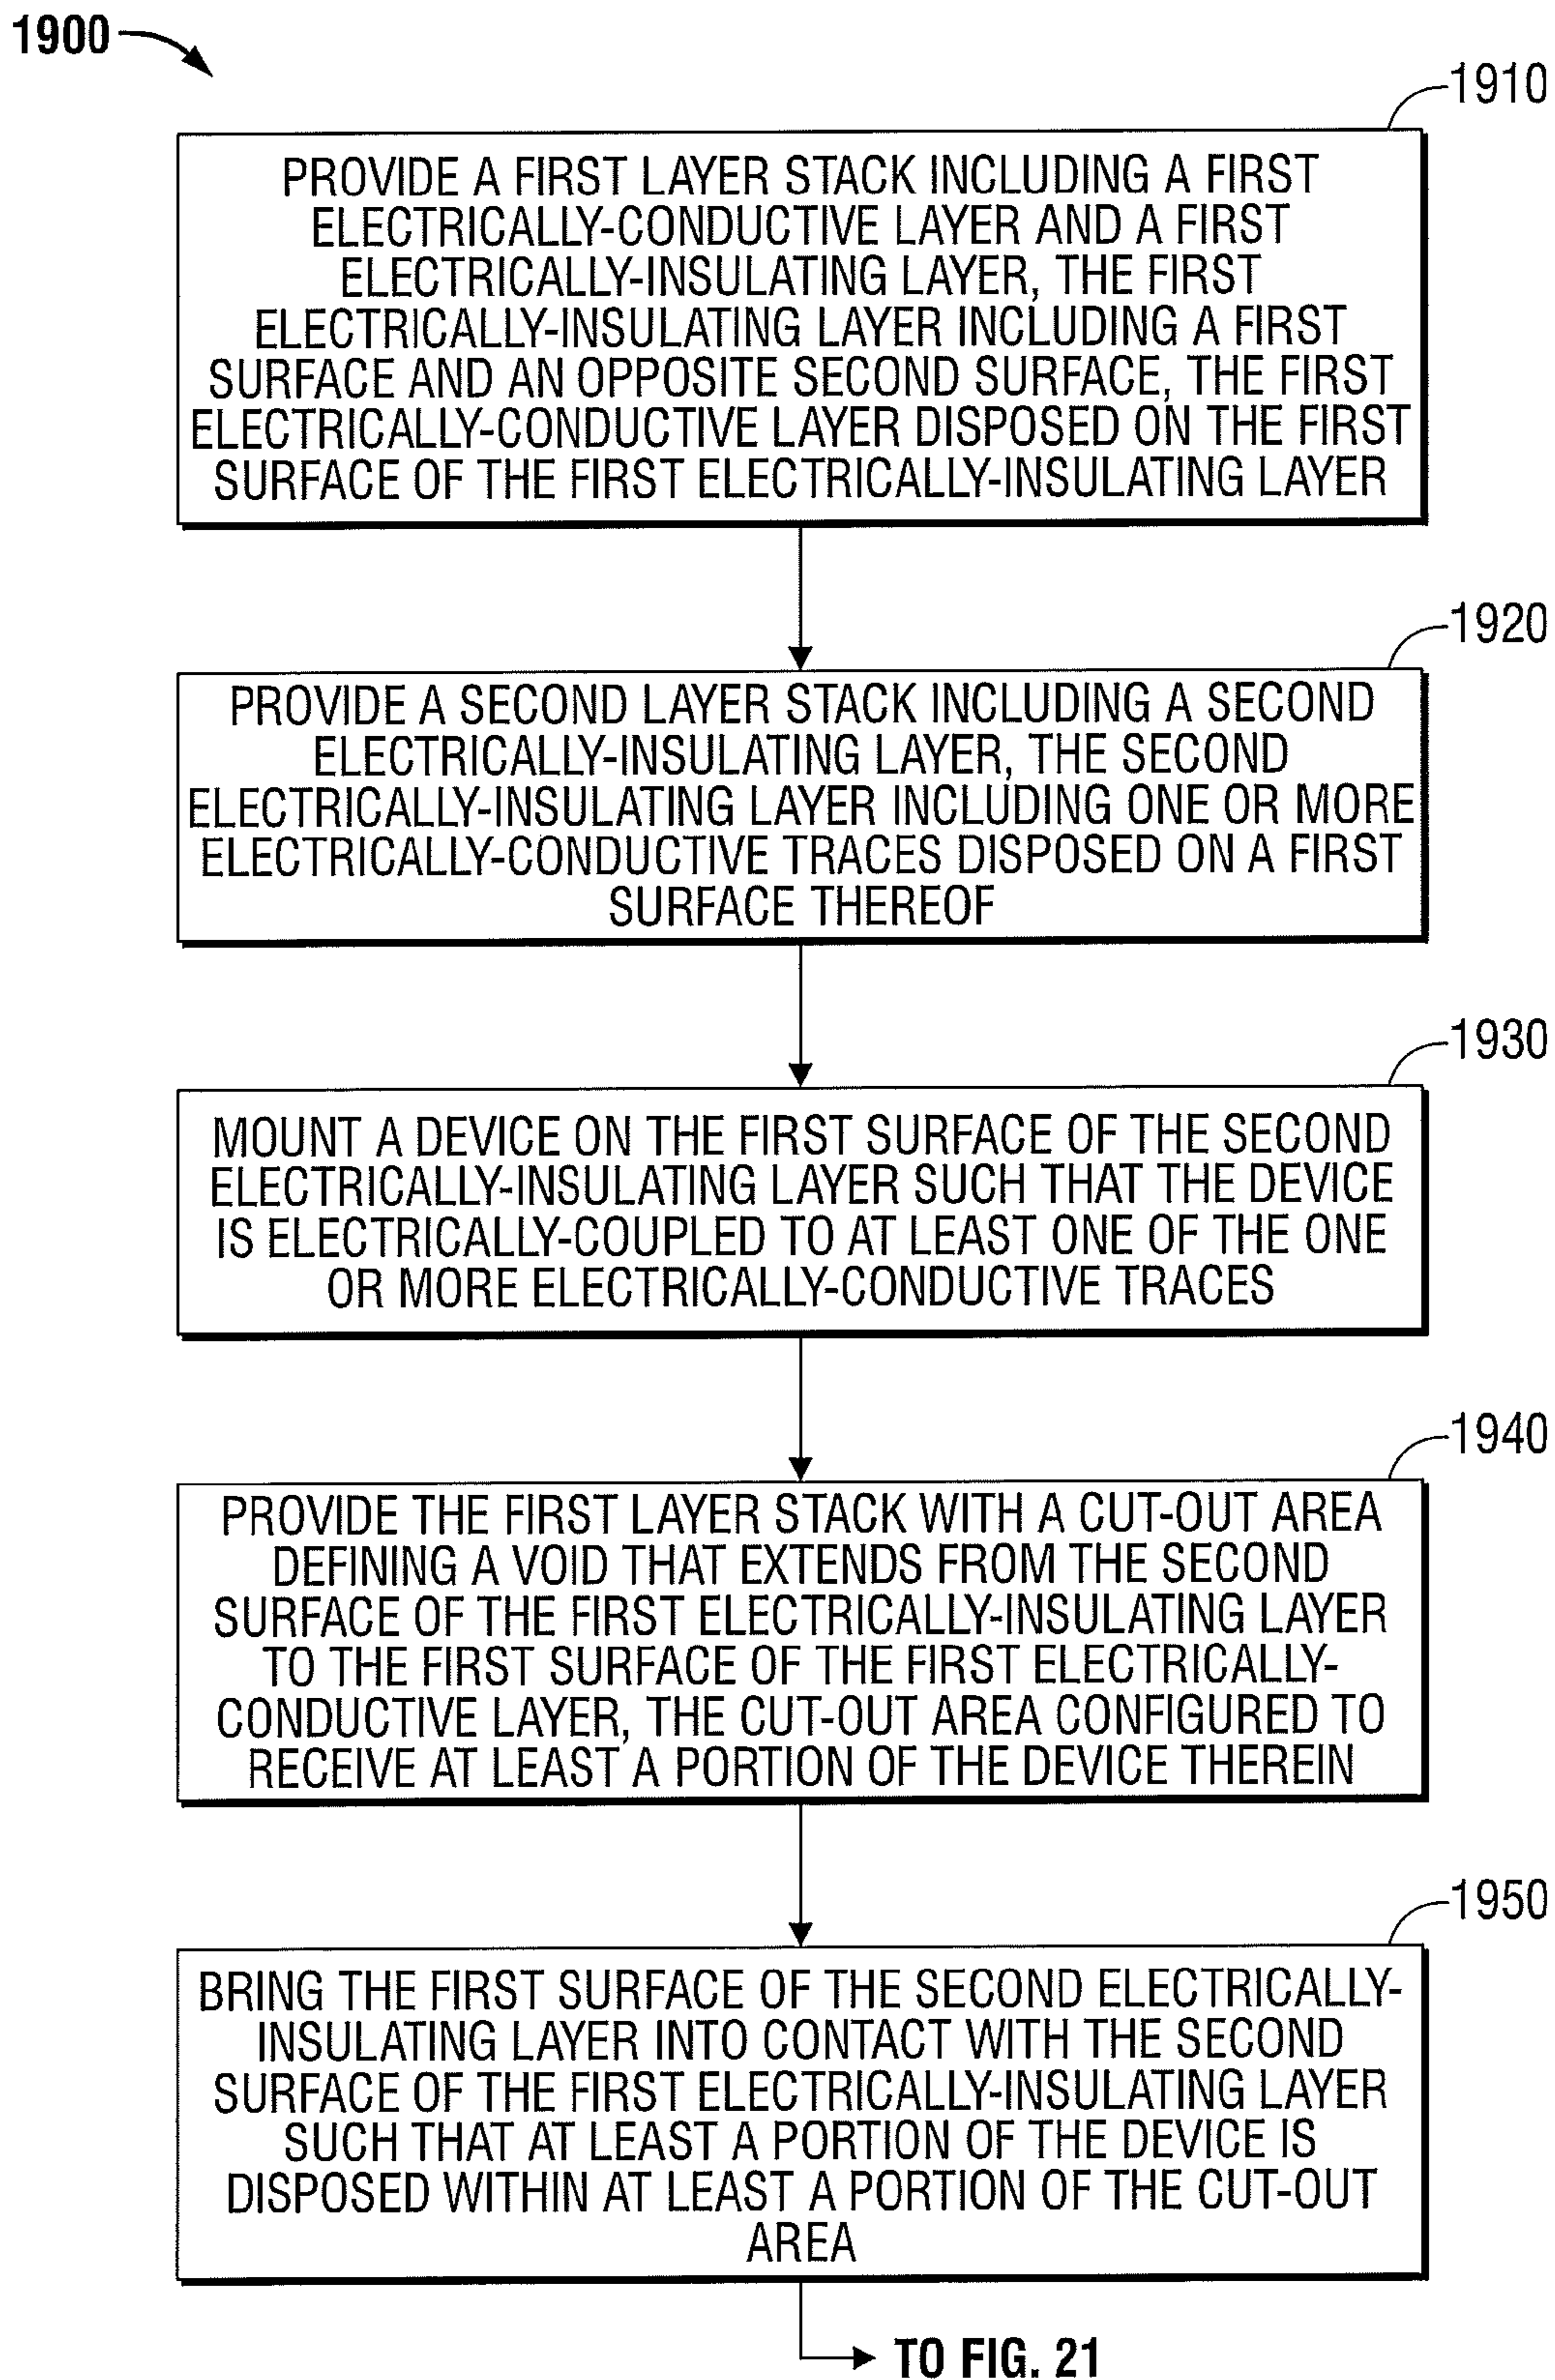 1900
1910
PROVIDE A FIRST LAYER STACK INCLUDING A FIRST
ELECTRICALLY-CONDUCTIVE LAYER AND A FIRST
ELECTRICALLY-INSULATING LAYER, THE FIRST
ELECTRICALLY-INSULATING LAYER INCLUDING A FIRST
SURFACE AND AN OPPOSITE SECOND SURFACE, THE FIRST
ELECTRICALLY-CONDUCTIVE LAYER DISPOSED ON THE FIRST
SURFACE OF THE FIRST ELECTRICALLY-INSULATING LAYER
1920
PROVIDE A SECOND LAYER STACK INCLUDING A SECOND
ELECTRICALLY-INSULATING LAYER, THE SECOND
ELECTRICALLY-INSULATING LAYER INCLUDING ONE OR MORE
ELECTRICALLY-CONDUCTIVE TRACES DISPOSED ON A FIRST
SURFACE THEREOF
1930
MOUNT A DEVICE ON THE FIRST SURFACE OF THE SECOND
ELECTRICALLY-INSULATING LAYER SUCH THAT THE DEVICE
IS ELECTRICALLY-COUPLED TO AT LEAST ONE OF THE ONE
OR MORE ELECTRICALLY-CONDUCTIVE TRACES
1940
PROVIDE THE FIRST LAYER STACK WITH A CUT-OUT AREA
DEFINING A VOID THAT EXTENDS FROM THE SECOND
SURFACE OF THE FIRST ELECTRICALLY-INSULATING LAYER
TO THE FIRST SURFACE OF THE FIRST ELECTRICALLY-
CONDUCTIVE LAYER, THE CUT-OUT AREA CONFIGURED TO
RECEIVE AT LEAST A PORTION OF THE DEVICE THEREIN
1950
BRING THE FIRST SURFACE OF THE SECOND ELECTRICALLY-
INSULATING LAYER INTO CONTACT WITH THE SECOND
SURFACE OF THE FIRST ELECTRICALLY-INSULATING LAYER
SUCH THAT AT LEAST A PORTION OF THE DEVICE IS
DISPOSED WITHIN AT LEAST A PORTION OF THE CUT-OUT
AREA
TO FIG. 21